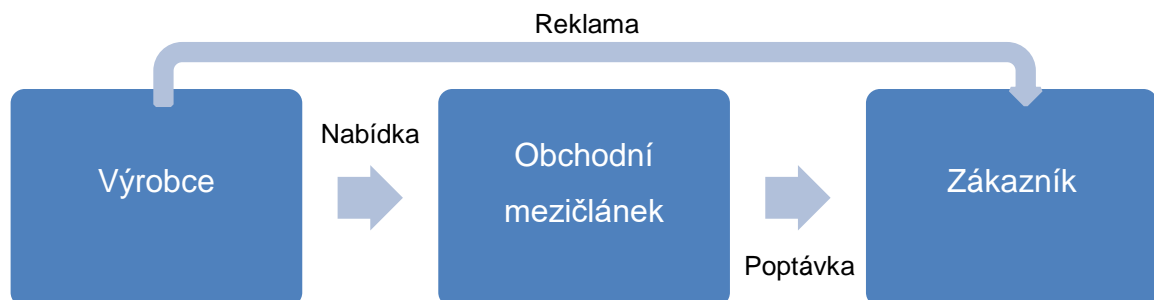 Reklama
Výrobce
Nabídka
Obchodní
mezičlánek
Poptávka
Zákazník